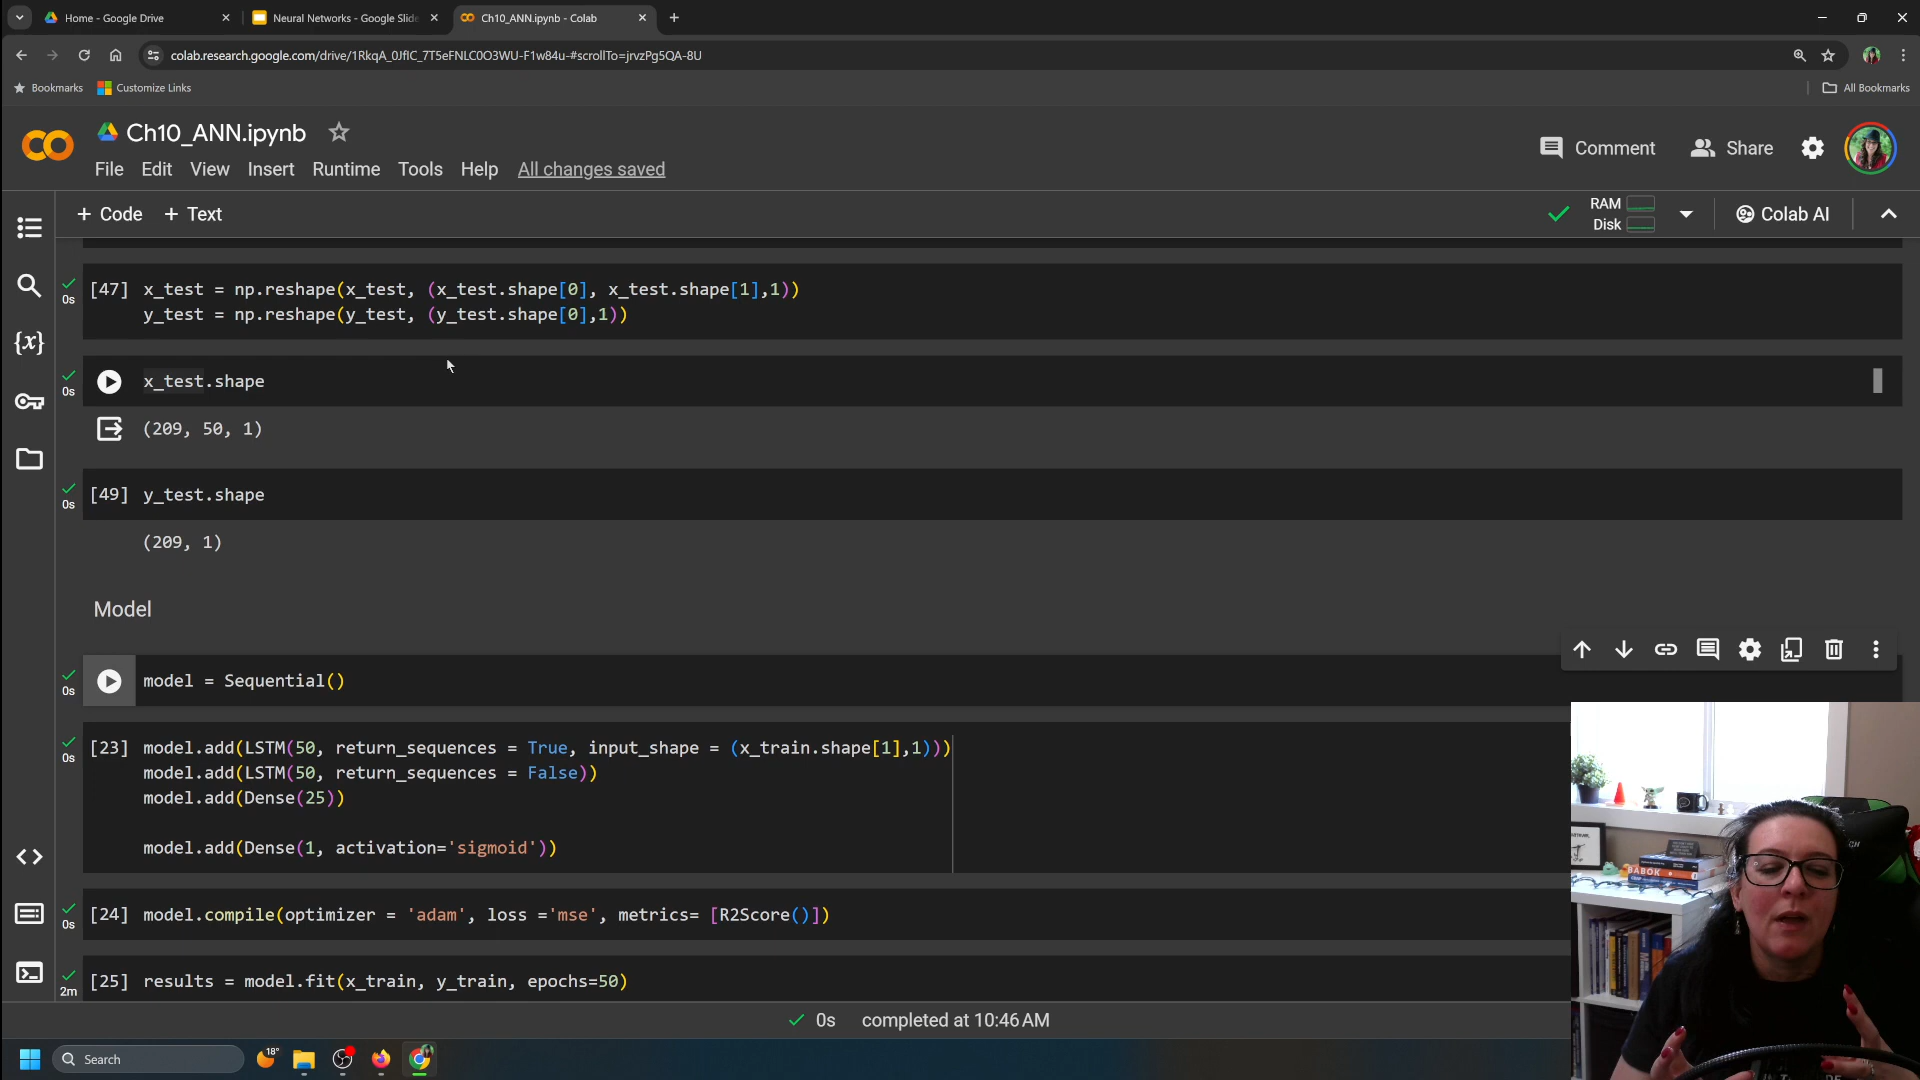 Home - Google Drive
Neural Networks - Google Slide
Ch10_ANN.ipynb - Colab
colab.research.google.com/drive/1RkqA_0JflC_7T5eFNLC0O3WU-F1w84u-#scrollTo=jrvzPg5QA-8U
Bookmarks
Customize Links
All Bookmarks
Ch10_ANN.ipynb
Comment
Share
File Edit View Insert Runtime Tools Help All changes saved
+ Code + Text
RAM
Disk
Colab AI
0s
[47] x_test = np.reshape(x_test, (x_test.shape[0], x_test.shape[1],1))
y_test = np.reshape(y_test, (y_test.shape[0],1))
{x}
0s
x_test.shape
(209, 50, 1)
0s
[49] y_test.shape
(209, 1)
Model
0s
model = Sequential()
0s
[23] model.add(LSTM(50, return_sequences = True, input_shape = (x_train.shape[1],1)))
model.add(LSTM(50, return_sequences = False))
model.add(Dense(25))
model.add(Dense(1, activation='sigmoid'))
0s
[24] model.compile(optimizer = 'adam', loss ='mse', metrics= [R2Score()])
2m
[25] results = model.fit(x_train, y_train, epochs=50)
0s completed at 10:46 AM
Search
18°
BABOK